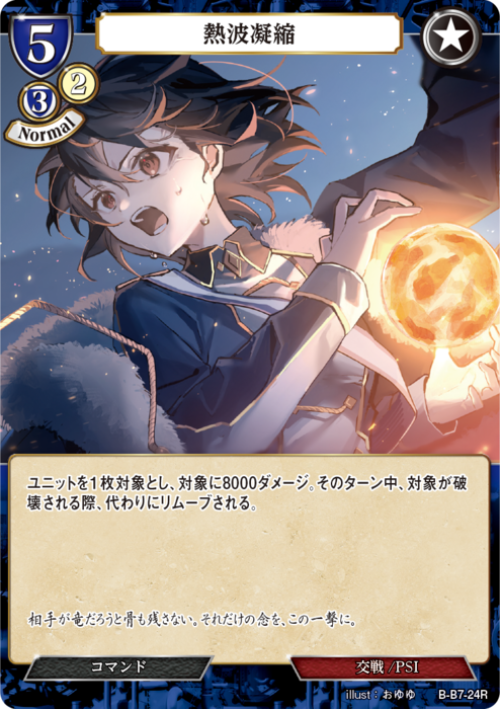 5
熱波凝縮
3
2
Normal
ユニットを1枚対象とし、対象に8000ダメージ。そのターン中、対象が破
壊される際、代わりにリムーブされる。
相手が竜だろうと骨も残さない。それだけの念を、この一撃に。
コマンド
交戦/PSI
illust：おゆゆ
B-B7-24R